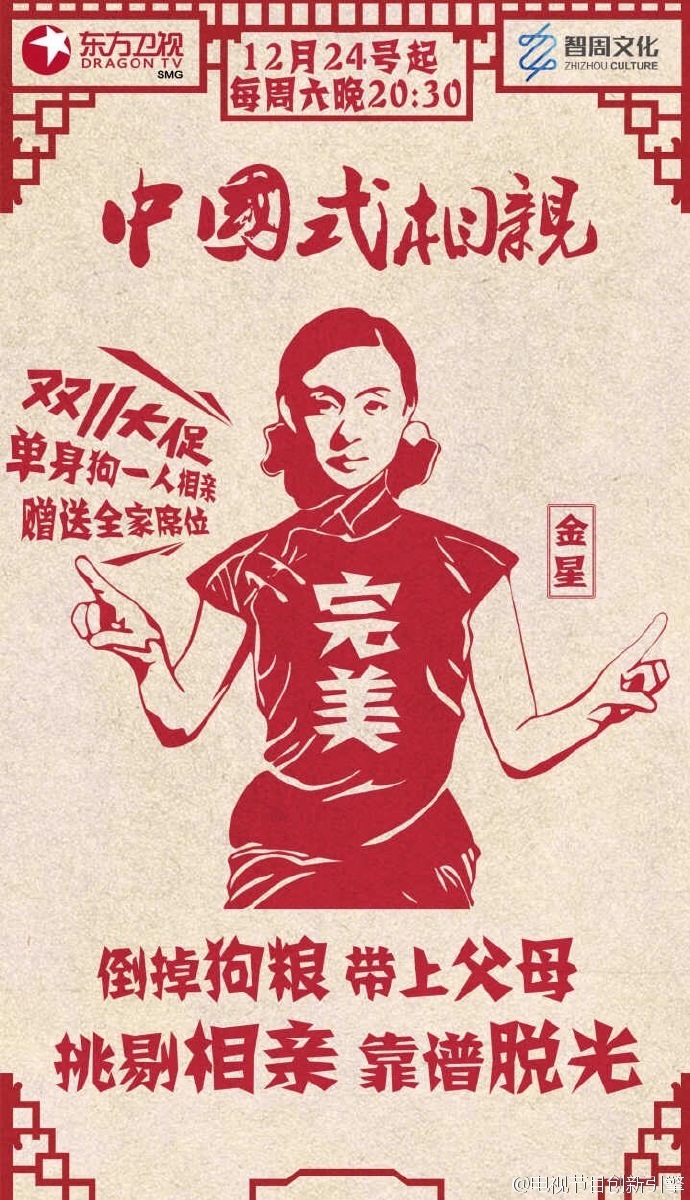 东方卫视
DRAGON TV
SMG
12月24号起
每周六晚20:30
智周文化
ZHIZHOU CULTURE
中國式相親
双11大促
单身狗一人相亲
赠送全家席位
金星
完美
倒掉狗粮 带上父母
挑剔相亲 靠谱脱光
@电视节目创新引擎